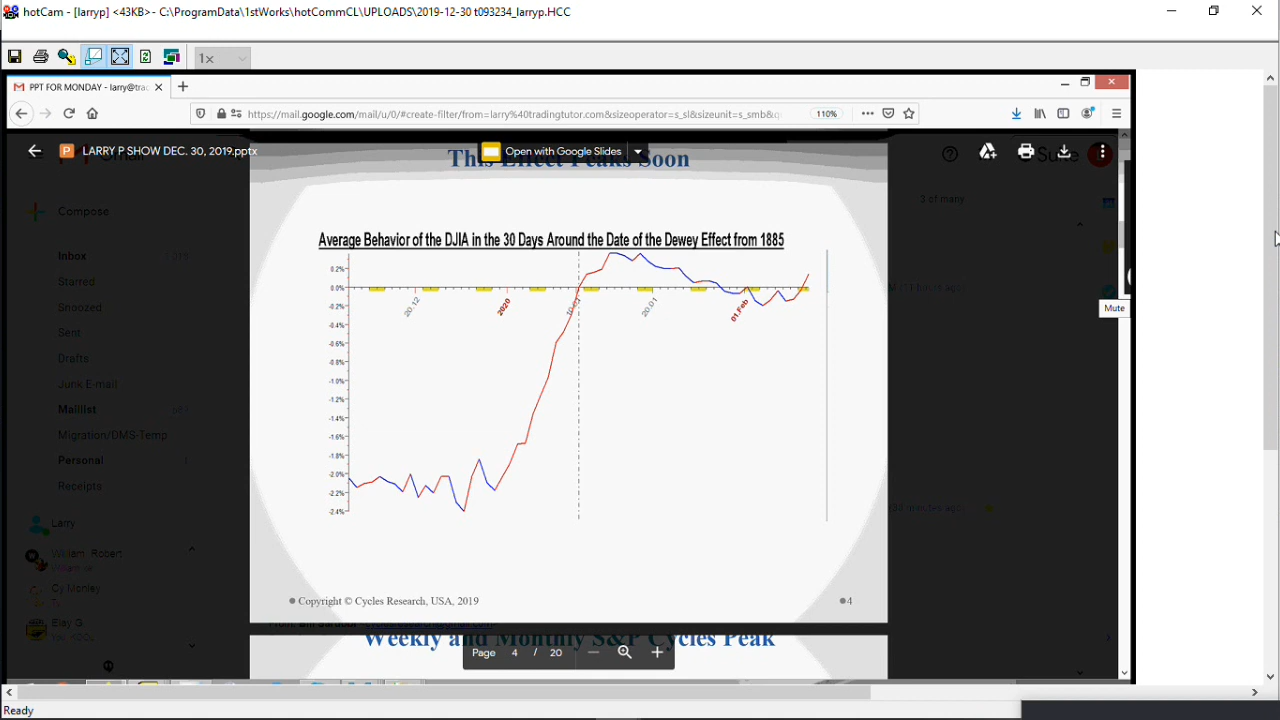 hotCam - [larryp] <43KB> - C:\ProgramData\1stWorks\hotCommCL\UPLOADS\2019-12-30 t093234_larryp.HCC
1x
PPT FOR MONDAY - larry@trac
https://mail.google.com/mail/u/0/#create-filter/from=larry%40tradingtutor.com&sizeoperator=s_sl&sizeunit=s_smb&q
110%
LARRY P SHOW DEC. 30, 2019.pptx
Open with Google Slides
This Effect Peaks Soon
Compose
3 of many
Inbox
Starred
Snoozed
Sent
Drafts
Junk E-mail
Maillist
Migration/DMS-Temp
Personal
Receipts
Larry
William Robert
Cy Monley
Elay G
Average Behavior of the DJIA in the 30 Days Around the Date of the Dewey Effect from 1885
0.2%
0.0%
-0.2%
-0.4%
-0.6%
-0.8%
-1.0%
-1.2%
-1.4%
-1.6%
-1.8%
-2.0%
-2.2%
-2.4%
20.12
2020
10.01
20.01
01.Feb
Mute
Copyright © Cycles Research, USA, 2019
4
Weekly and Monthly S&P Cycles Peak
Page 4 / 20
Ready